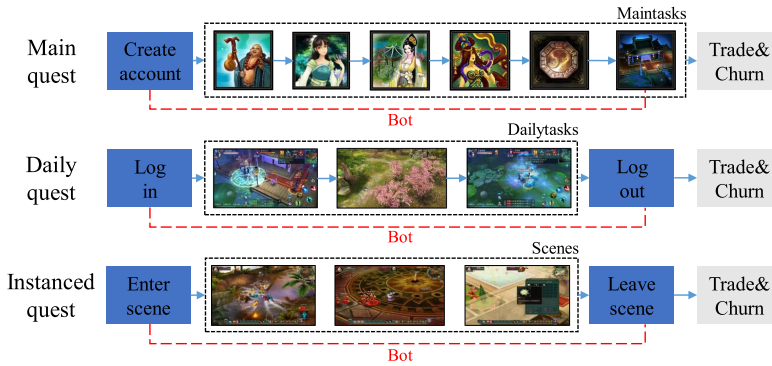 Main
quest
Create
account
Maintasks
Trade&
Churn
Bot
Daily
quest
Log
in
Dailytasks
Log
out
Trade&
Churn
Bot
Instanced
quest
Enter
scene
Scenes
Leave
scene
Trade&
Churn
Bot